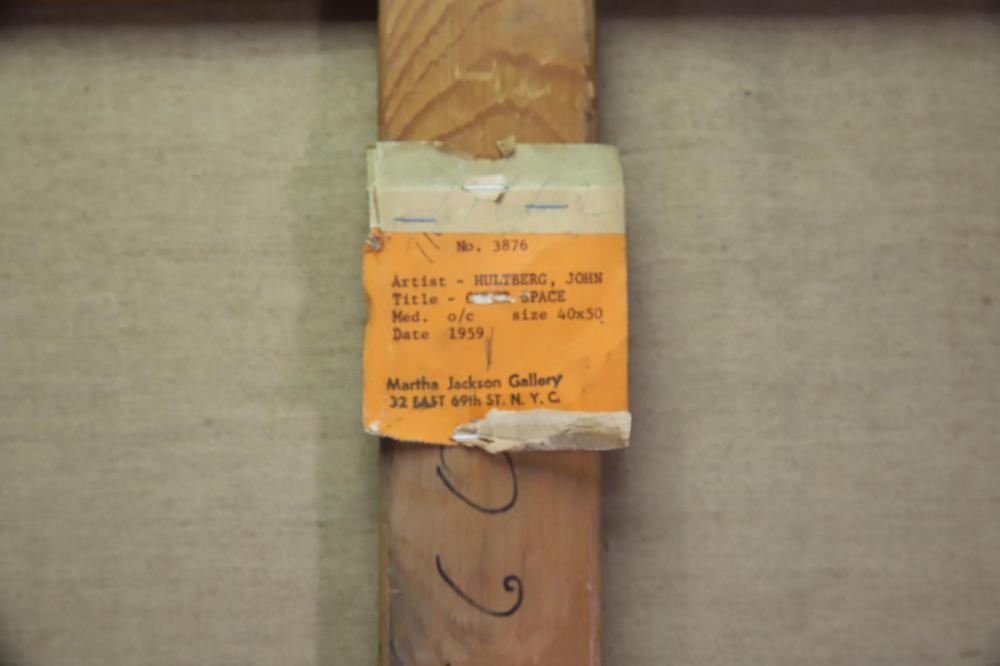 No. 3876
Artist - HULTBERG, JOHN
Title - SPACE
Med. o/c size 40x50
Date 1959
Martha Jackson Gallery
32 EAST 69th ST. N. Y. C.